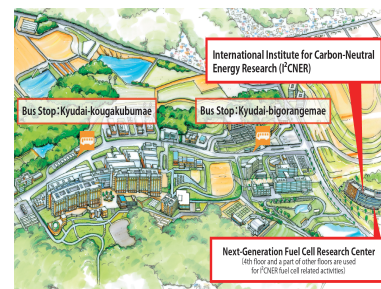 International Institute for Carbon-Neutral
Energy Research (I²CNER)
Bus Stop：Kyudai-kougakubumae
Bus Stop：Kyudai-bigorangemae
Next-Generation Fuel Cell Research Center
(4th floor and a part of other floors are used
for I²CNER fuel cell related activities)